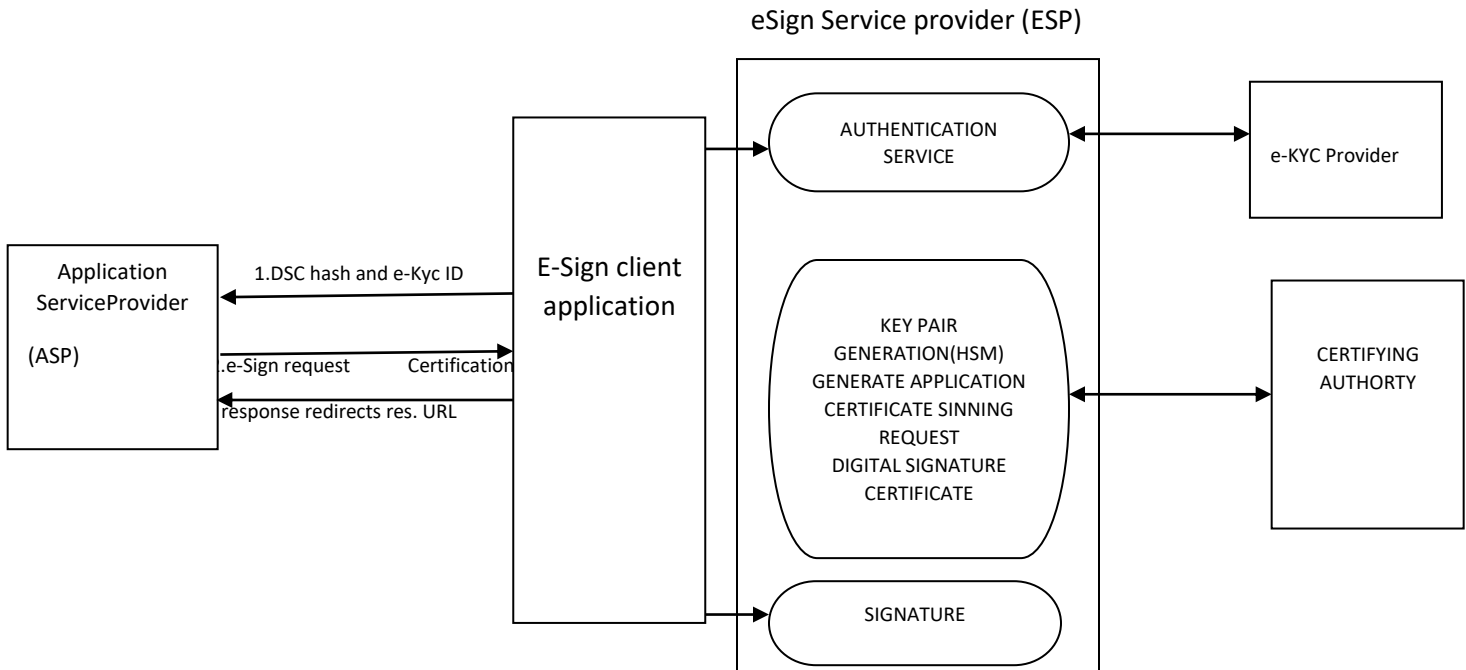 eSign Service provider (ESP)
AUTHENTICATION
SERVICE
e-KYC Provider
Application
ServiceProvider
(ASP)
1.DSC hash and e-Kyc ID
.e-Sign request Certification
response redirects res. URL
E-Sign client
application
KEY PAIR
GENERATION(HSM)
GENERATE APPLICATION
CERTIFICATE SINNING
REQUEST
DIGITAL SIGNATURE
CERTIFICATE
CERTIFYING
AUTHORTY
SIGNATURE